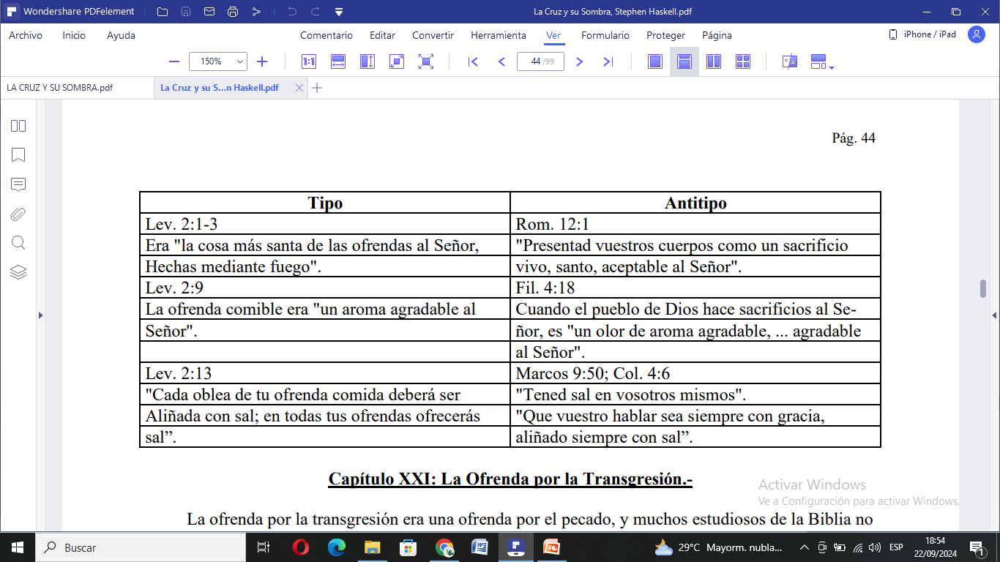 Wondershare PDFelement
La Cruz y su Sombra, Stephen Haskell.pdf
Archivo Inicio Ayuda Comentario Editar Convertir Herramienta Ver Formulario Proteger Página iPhone / iPad
150% 1:1 44 /99
LA CRUZ Y SU SOMBRA.pdf La Cruz y su S...n Haskell.pdf
Pág. 44
Tipo Antitipo
Lev. 2:1-3 Rom. 12:1
Era "la cosa más santa de las ofrendas al Señor, "Presentad vuestros cuerpos como un sacrificio
Hechas mediante fuego". vivo, santo, aceptable al Señor".
Lev. 2:9 Fil. 4:18
La ofrenda comible era "un aroma agradable al Cuando el pueblo de Dios hace sacrificios al Se-
Señor". ñor, es "un olor de aroma agradable, ... agradable
al Señor".
Lev. 2:13 Marcos 9:50; Col. 4:6
"Cada oblea de tu ofrenda comida deberá ser "Tened sal en vosotros mismos".
Aliñada con sal; en todas tus ofrendas ofrecerás "Que vuestro hablar sea siempre con gracia,
sal”. aliñado siempre con sal”.
Capítulo XXI: La Ofrenda por la Transgresión.-
Activar Windows
Ve a Configuración para activar Windows.
La ofrenda por la transgresión era una ofrenda por el pecado, y muchos estudiosos de la Biblia no
Buscar 29°C Mayorm. nubla... ESP 18:54
22/09/2024 1